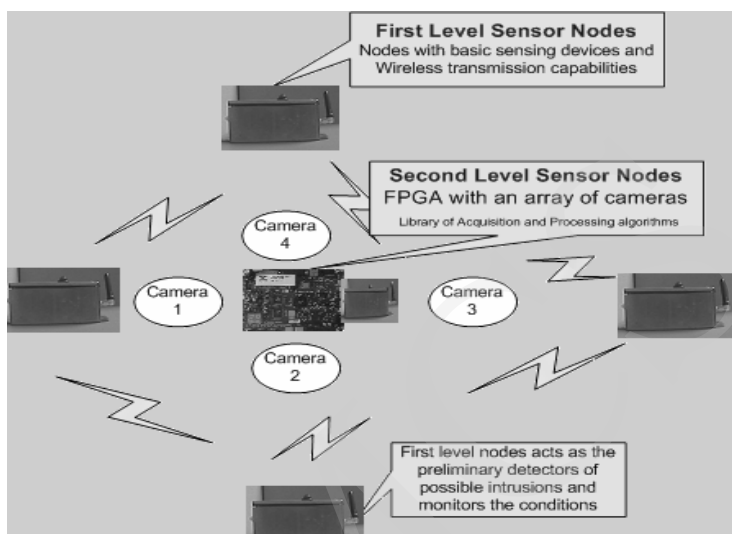 First Level Sensor Nodes
Nodes with basic sensing devices and
Wireless transmission capabilities
Second Level Sensor Nodes
FPGA with an array of cameras
Library of Acquisition and Processing algorithms
Camera
4
Camera
1
Camera
3
Camera
2
First level nodes acts as the
preliminary detectors of
possible intrusions and
monitors the conditions